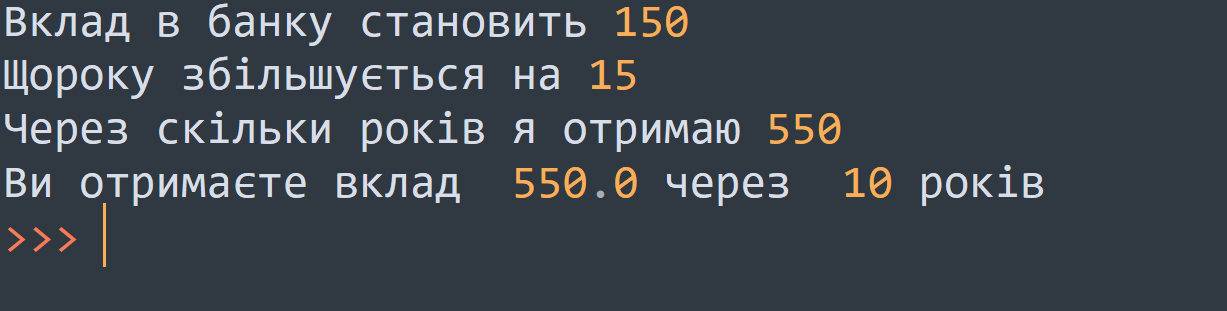 Вклад в банку становить 150
Щороку збільшується на 15
Через скільки років я отримаю 550
Ви отримаєте вклад  550.0 через  10 років
>>>